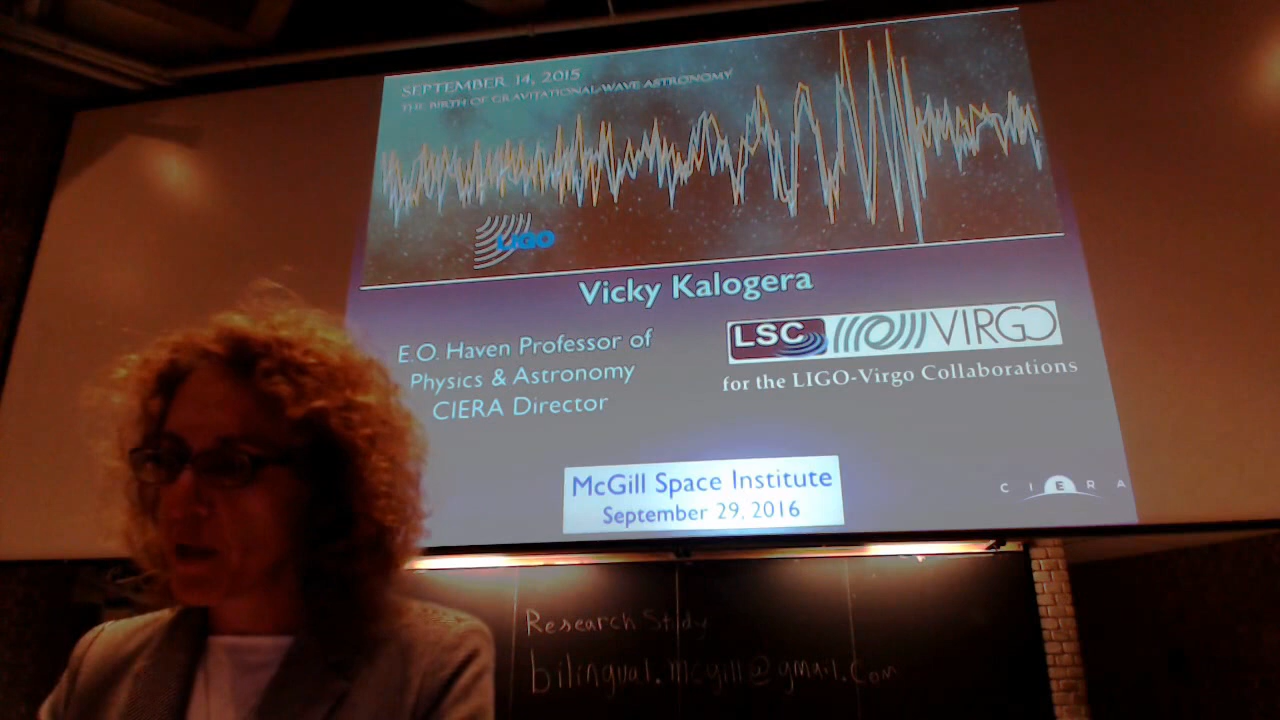 SEPTEMBER 14, 2015
THE BIRTH OF GRAVITATIONAL-WAVE ASTRONOMY
LIGO
Vicky Kalogera
E.O. Haven Professor of
Physics & Astronomy
CIERA Director
LSC
VIRGO
for the LIGO-Virgo Collaborations
McGill Space Institute
September 29, 2016
CIERA
Research Study
bilingual.mcgill@gmail.com